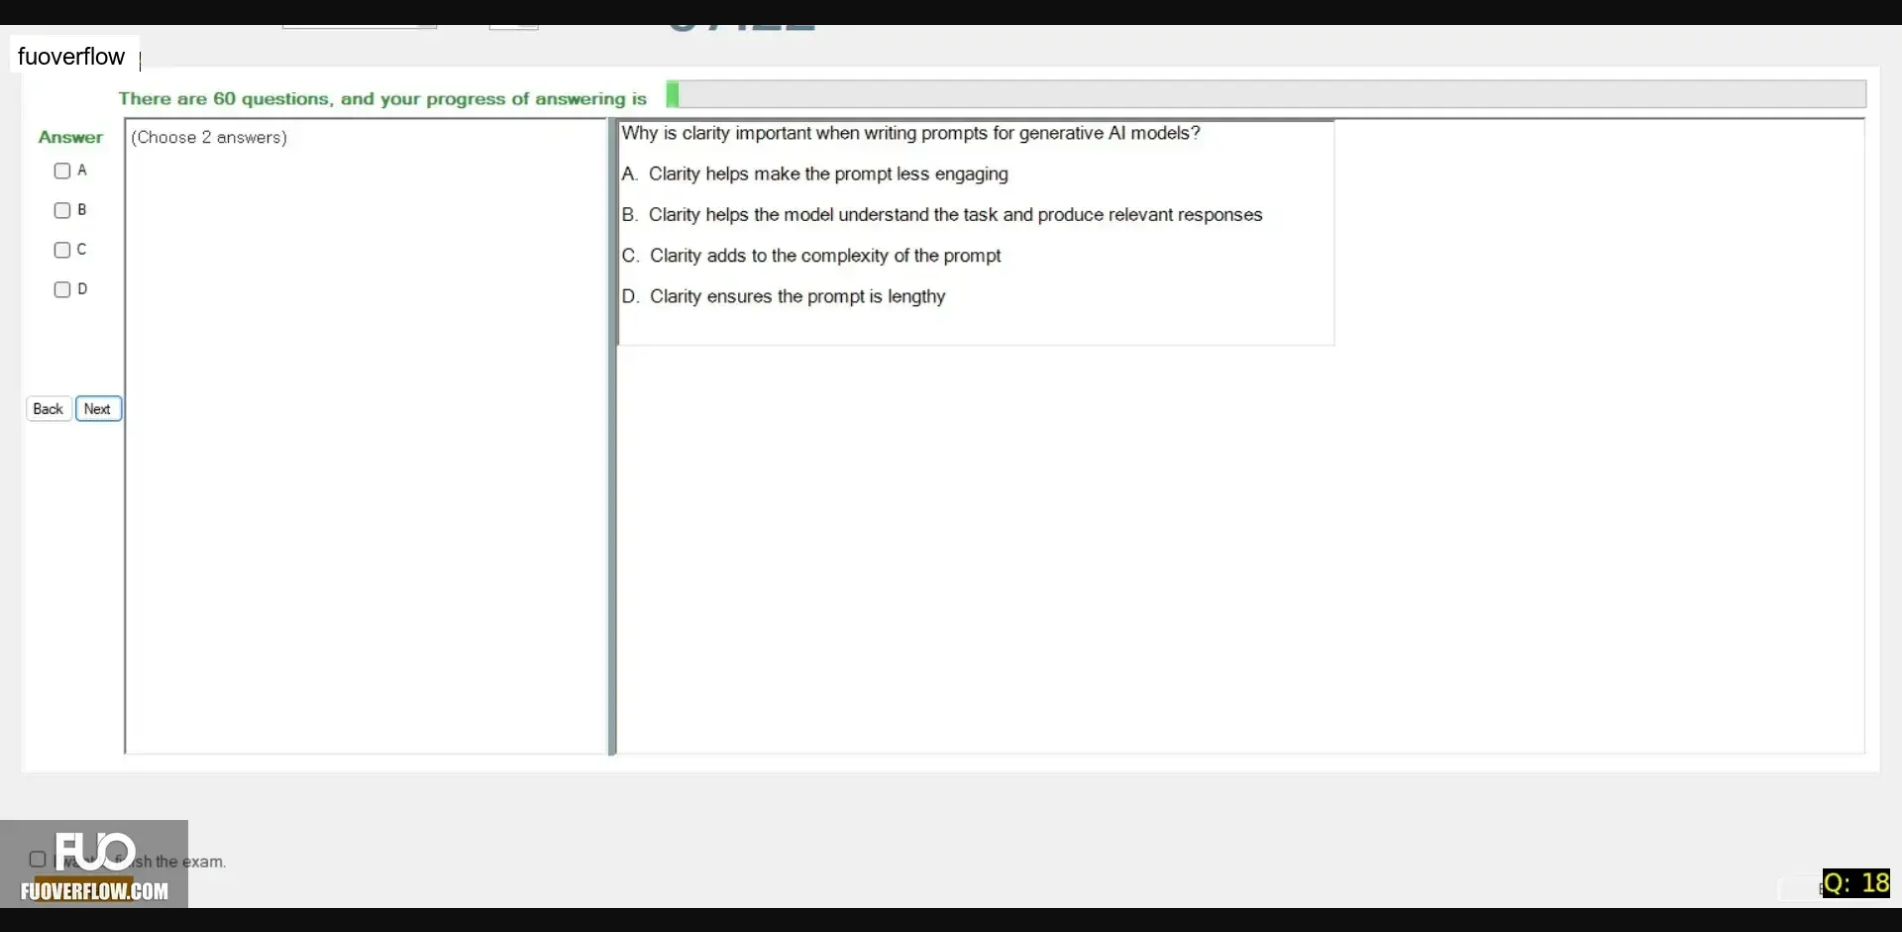 fuoverflow
There are 60 questions, and your progress of answering is
Answer
(Choose 2 answers)
A
B
C
D
Back
Next
Why is clarity important when writing prompts for generative AI models?
A. Clarity helps make the prompt less engaging
B. Clarity helps the model understand the task and produce relevant responses
C. Clarity adds to the complexity of the prompt
D. Clarity ensures the prompt is lengthy
FUO
the exam.
FUOVERFLOW.COM
Q: 18